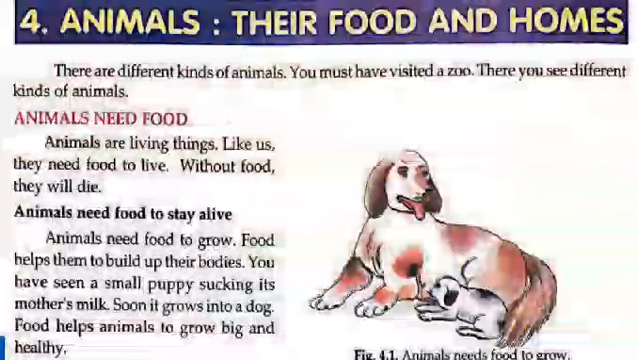 4. ANIMALS : THEIR FOOD AND HOMES
There are different kinds of animals. You must have visited a zoo. There you see different
kinds of animals.
ANIMALS NEED FOOD
Animals are living things. Like us,
they need food to live. Without food,
they will die.
Animals need food to stay alive
Animals need food to grow. Food
helps them to build up their bodies. You
have seen a small puppy sucking its
mother's milk. Soon it grows into a dog.
Food helps animals to grow big and
healthy.
Fig. 4.1. Animals needs food to grow.